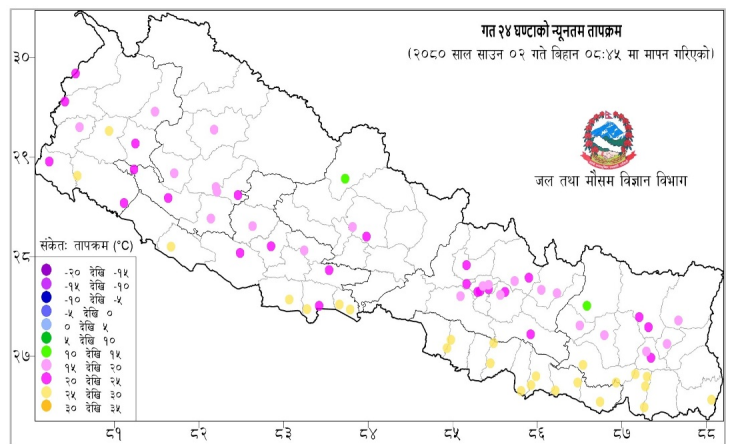 गत २४ घण्टाको न्यूनतम तापक्रम
(२०८० साल साउन ०२ गते बिहान ०८:४५ मा मापन गरिएको)
जल तथा मौसम विज्ञान विभाग
३०
२९
२८
२७
संकेतः तापक्रम (°C)
-२० देखि -१५
-१५ देखि -१०
-१० देखि -५
-५ देखि ०
० देखि ५
५ देखि १०
१० देखि १५
१५ देखि २०
२० देखि २५
२५ देखि ३०
३० देखि ३५
८१ ८२ ८३ ८४ ८५ ८६ ८७ ८८